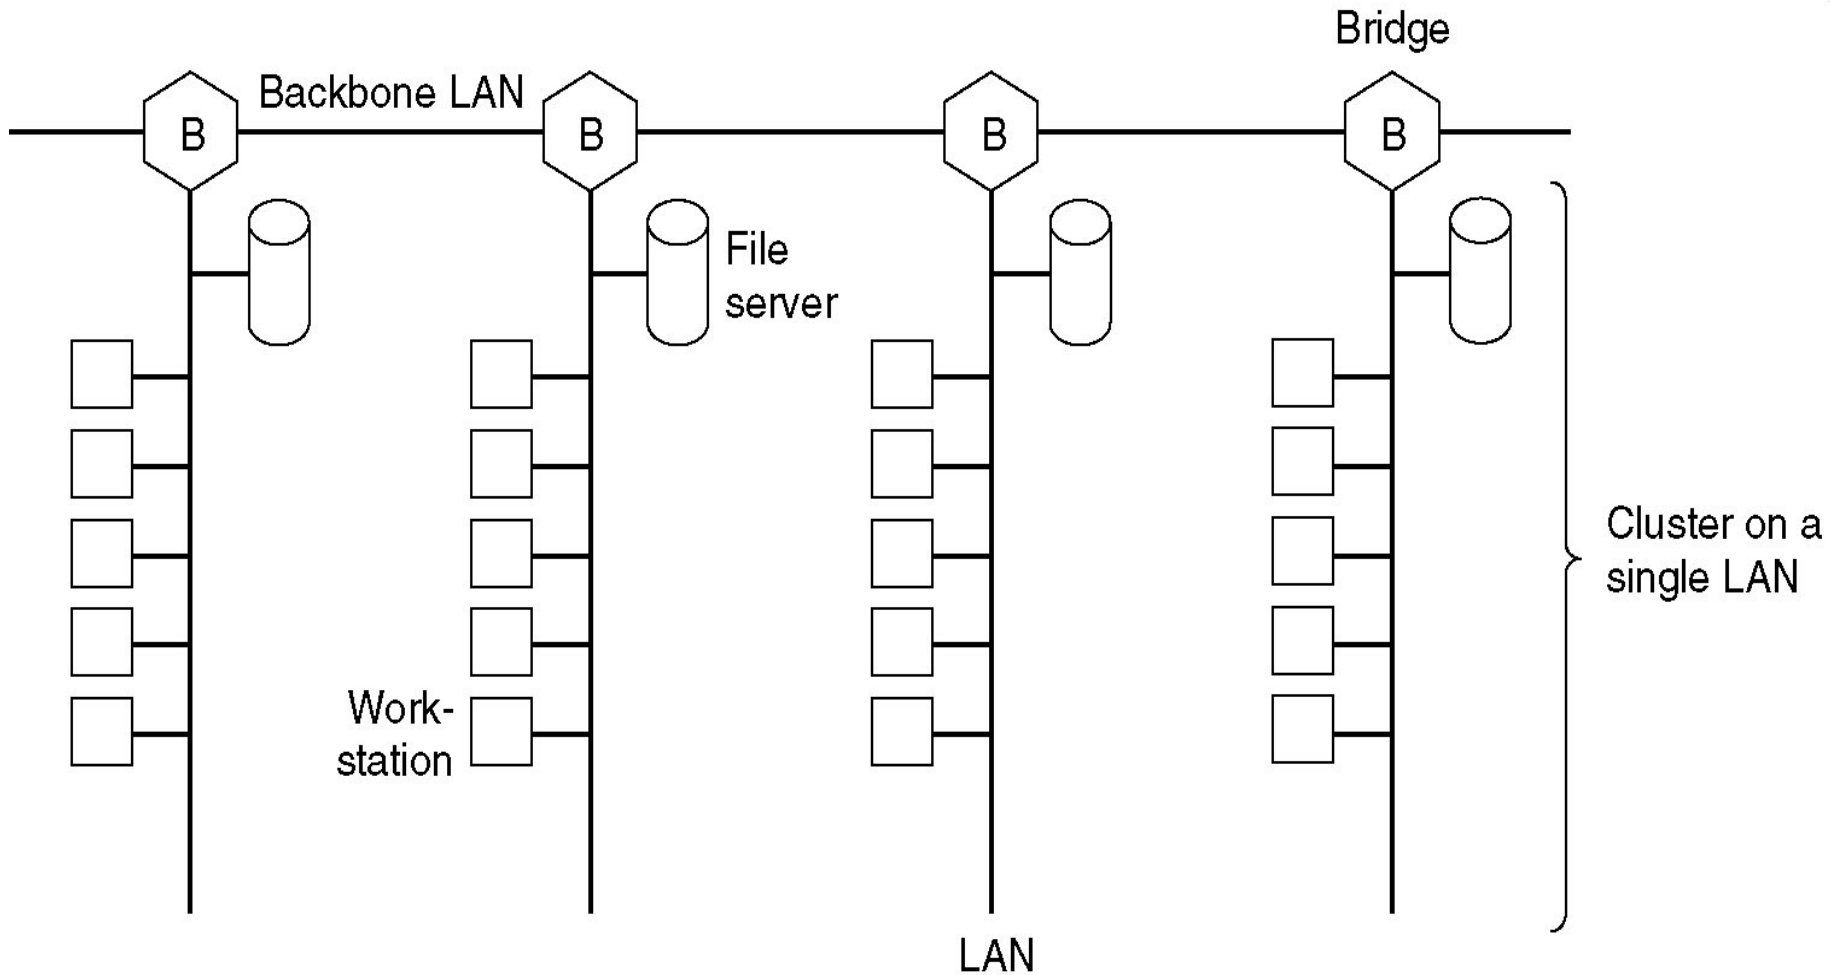 Bridge
Backbone LAN
B
B
B
B
File
server
Cluster on a
single LAN
Work-
station
LAN